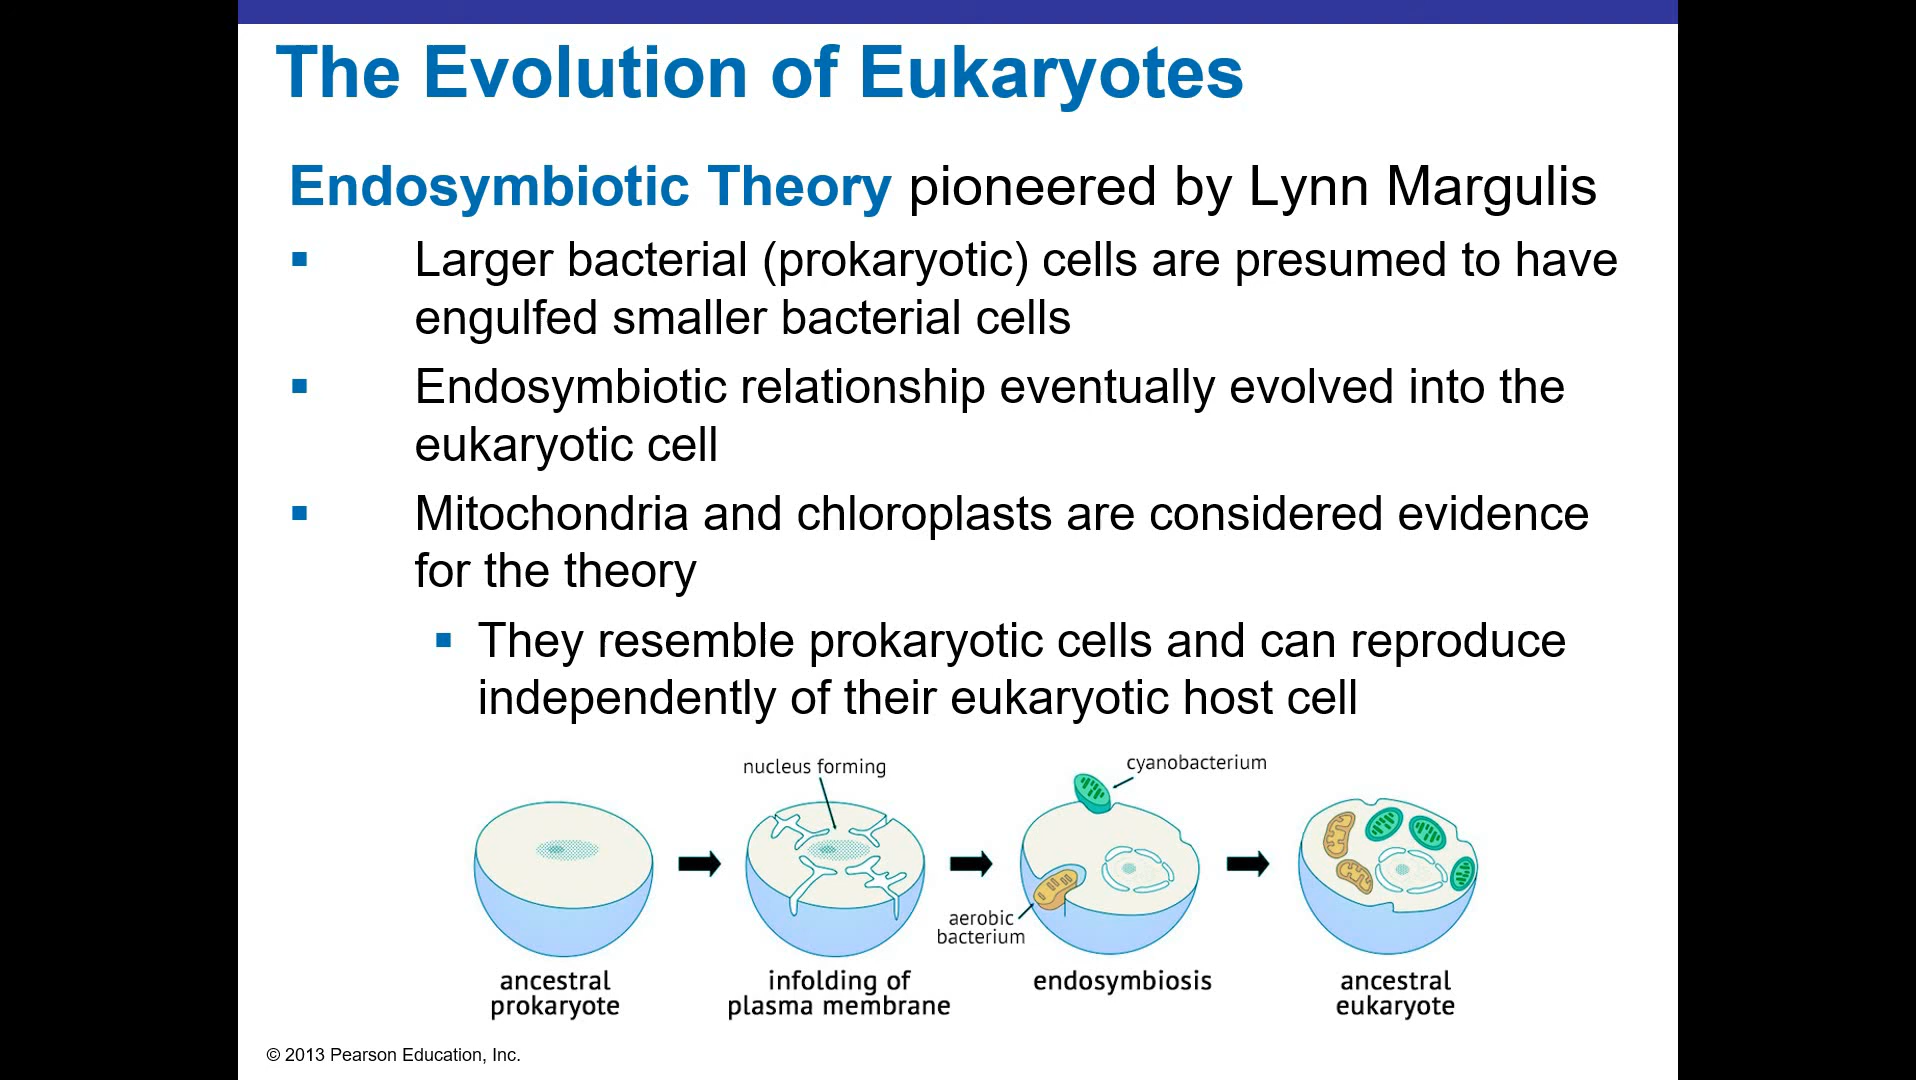 The Evolution of Eukaryotes
Endosymbiotic Theory pioneered by Lynn Margulis
▪ Larger bacterial (prokaryotic) cells are presumed to have
engulfed smaller bacterial cells
▪ Endosymbiotic relationship eventually evolved into the
eukaryotic cell
▪ Mitochondria and chloroplasts are considered evidence
for the theory
▪ They resemble prokaryotic cells and can reproduce
independently of their eukaryotic host cell
nucleus forming
cyanobacterium
aerobic
bacterium
ancestral
prokaryote
infolding of
plasma membrane
endosymbiosis
ancestral
eukaryote
© 2013 Pearson Education, Inc.